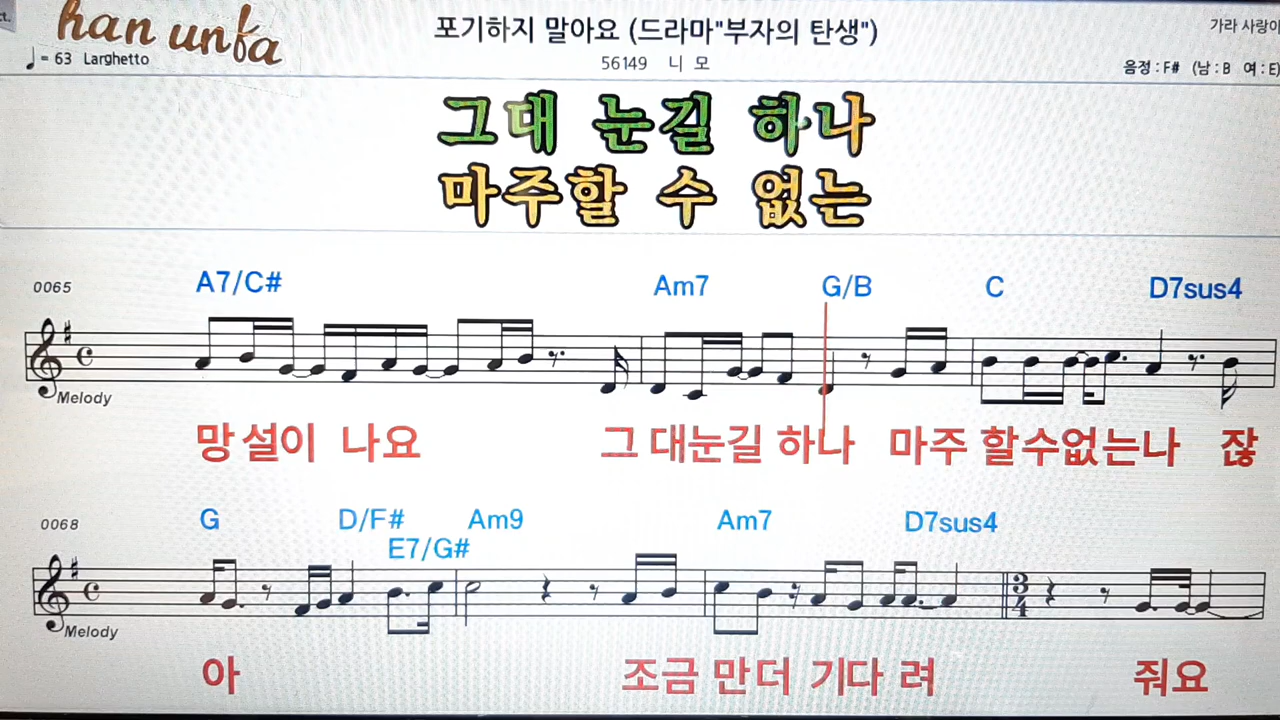 han unfa
포기하지 말아요 (드라마"부자의 탄생")
가라 사랑이
♩= 63 Larghetto
56149 니 모
음정 : F# (남 : B 여 : E)
그대 눈길 하나
마주할 수 없는
0065 A7/C# Am7 G/B C D7sus4
Melody
망설이 나요 그대눈길 하나 마주 할수없는나 잖
0068 G D/F# E7/G# Am9 Am7 D7sus4
3/4
Melody
아 조금 만더 기다 려 줘요